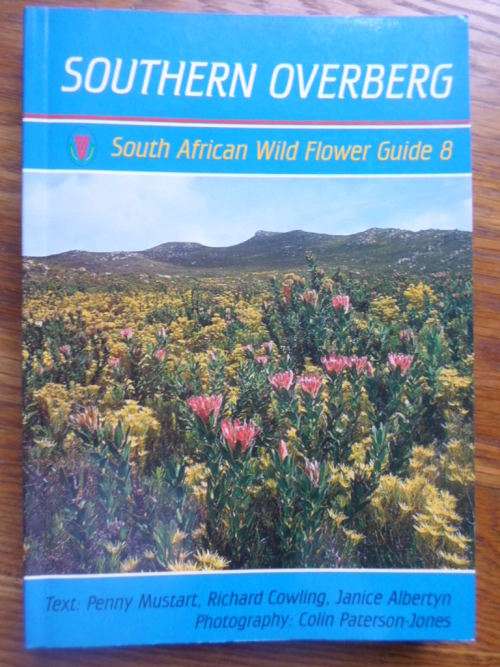 SOUTHERN OVERBERG
South African Wild Flower Guide 8
Text: Penny Mustart, Richard Cowling, Janice Albertyn
Photography: Colin Paterson-Jones